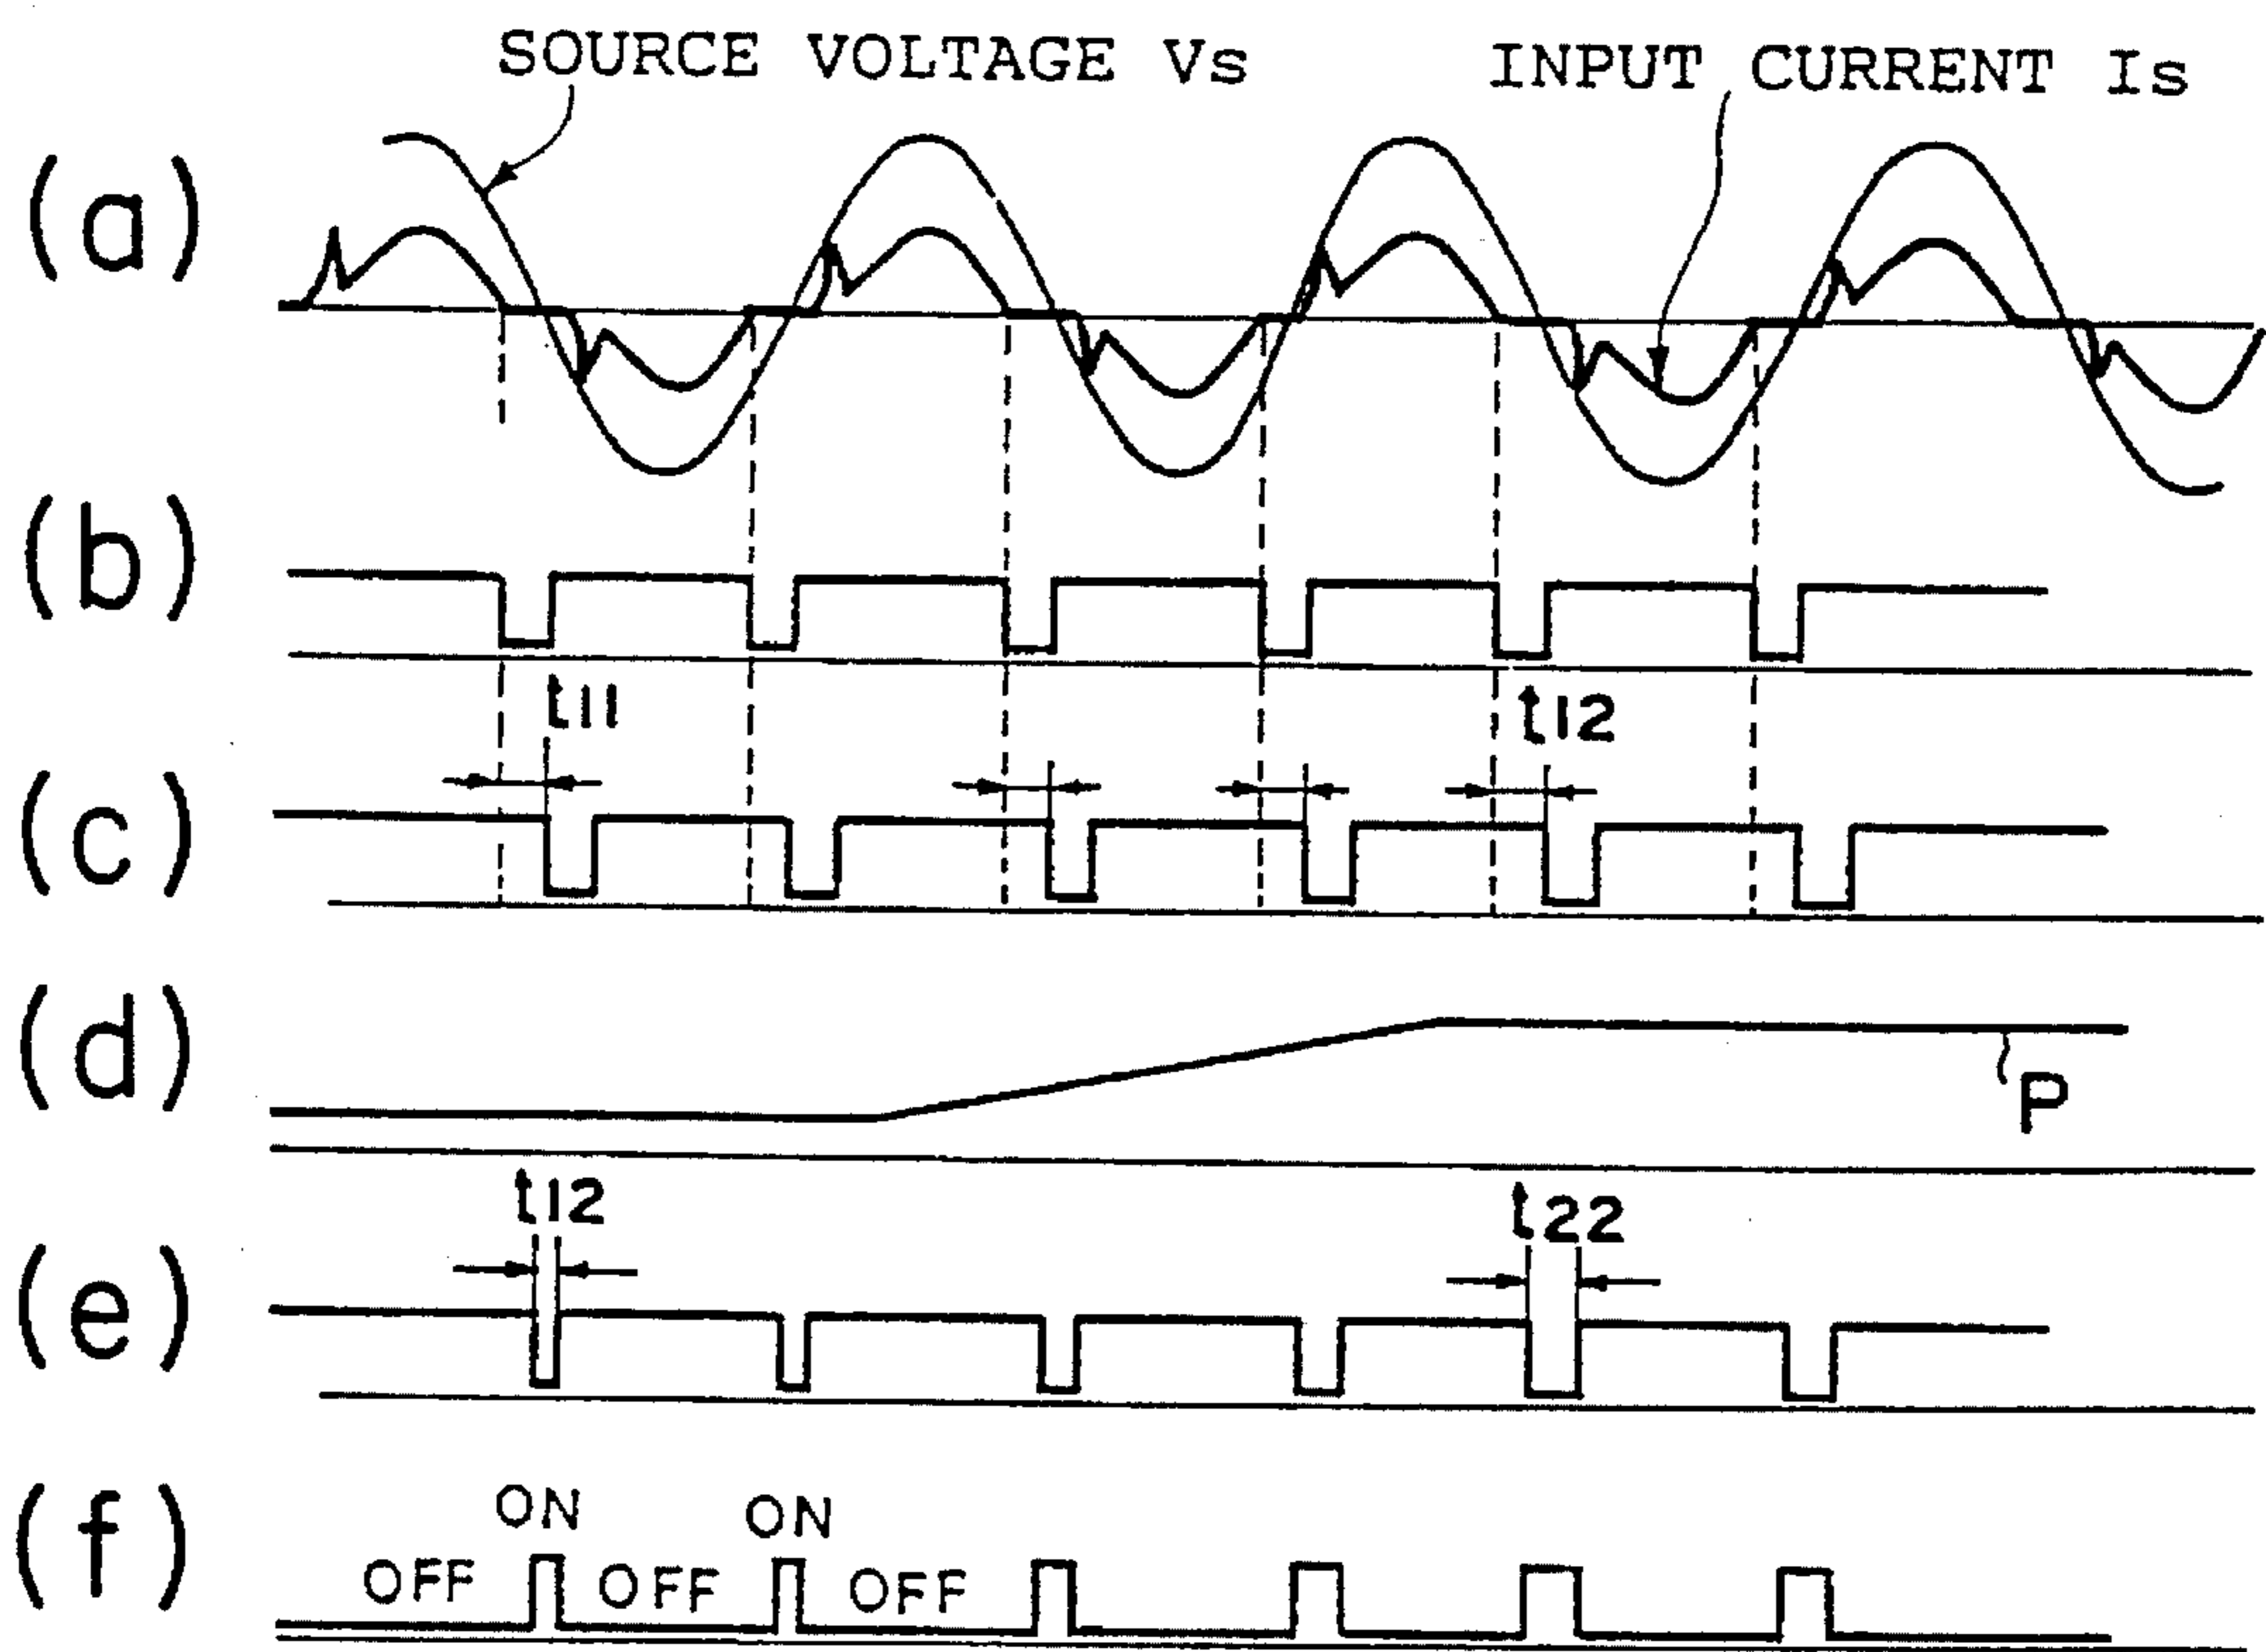 SOURCE VOLTAGE Vs
INPUT CURRENT Is
(a)
(b)
t11
t12
(c)
(d)
P
t12
t22
(e)
(f)
ON
ON
OFF
OFF
OFF